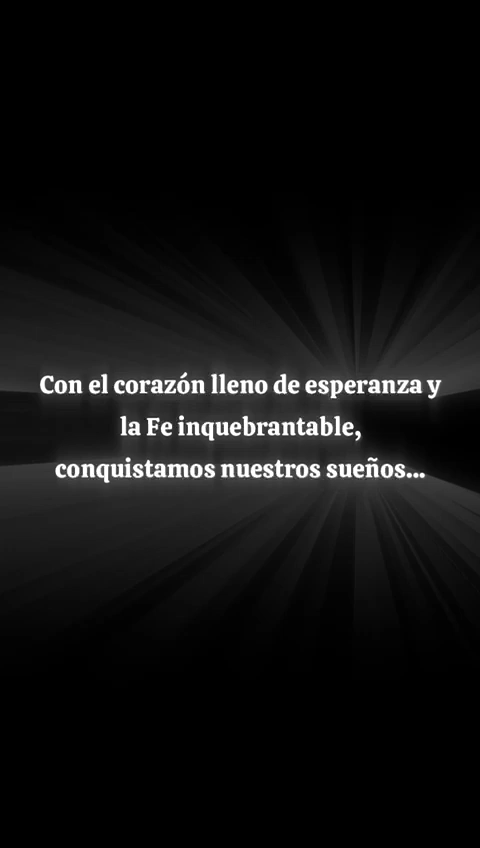 Con el corazón lleno de esperanza y
la Fe inquebrantable,
conquistamos nuestros sueños...